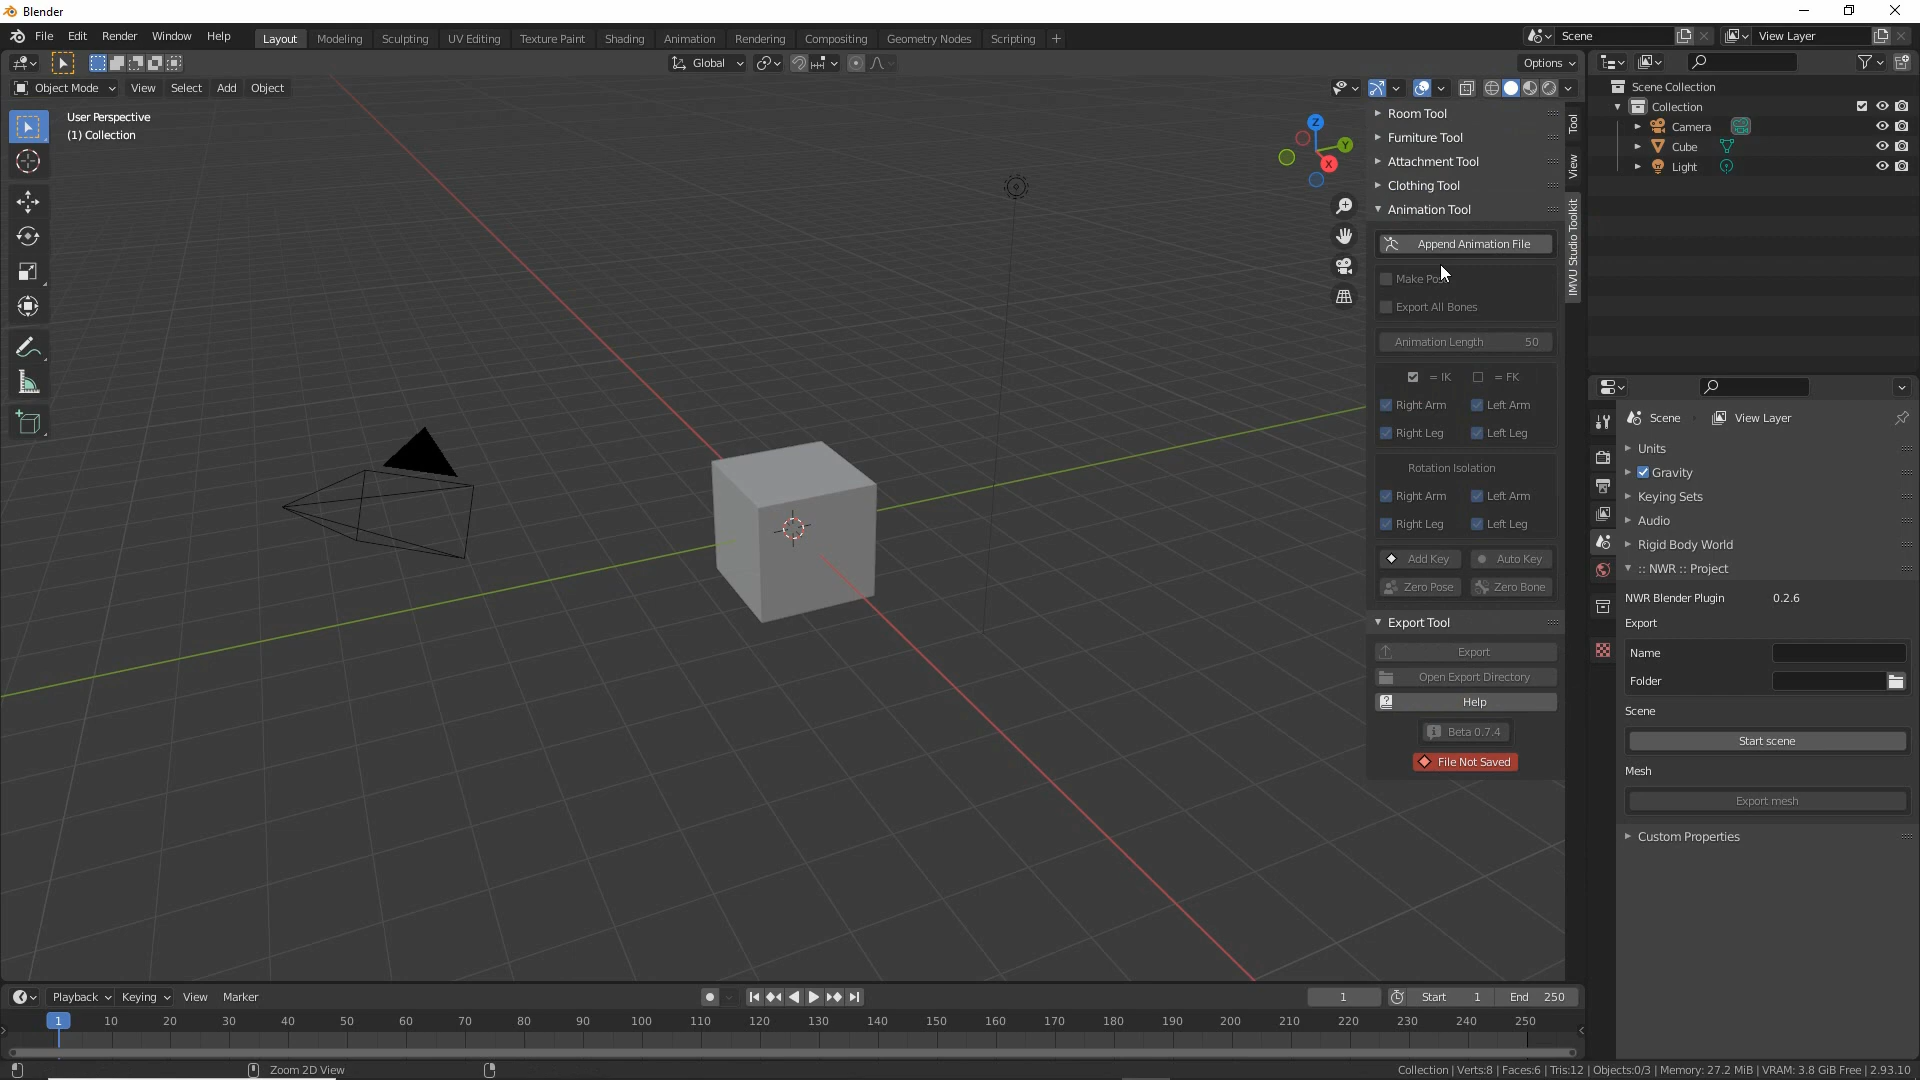 Blender
File Edit Render Window Help Layout Modeling Sculpting UV Editing Texture Paint Shading Animation Rendering Compositing Geometry Nodes Scripting + Scene View Layer
Global Options
Object Mode View Select Add Object
User Perspective
(1) Collection
Z
Y
X
Room Tool
Furniture Tool
Attachment Tool
Clothing Tool
Animation Tool
Append Animation File
Export All Bones
Animation Length 50
= IK = FK
Right Arm Left Arm
Right Leg Left Leg
Rotation Isolation
Right Arm Left Arm
Right Leg Left Leg
Add Key Auto Key
Zero Pose Zero Bone
Export Tool
Export
Open Export Directory
Help
Beta 0.7.4
File Not Saved
Tool
View
IMVU Studio Toolkit
Scene Collection
Collection
Camera
Cube
Light
Scene View Layer
Units
Gravity
Keying Sets
Audio
Rigid Body World
:: NWR :: Project
NWR Blender Plugin 0.2.6
Export
Name
Folder
Scene
Start scene
Mesh
Export mesh
Custom Properties
Playback Keying View Marker 1 Start 1 End 250
1 10 20 30 40 50 60 70 80 90 100 110 120 130 140 150 160 170 180 190 200 210 220 230 240 250
Zoom 2D View
Collection | Verts:8 | Faces:6 | Tris:12 | Objects:0/3 | Memory: 27.2 MiB | VRAM: 3.8 GiB Free | 2.93.10